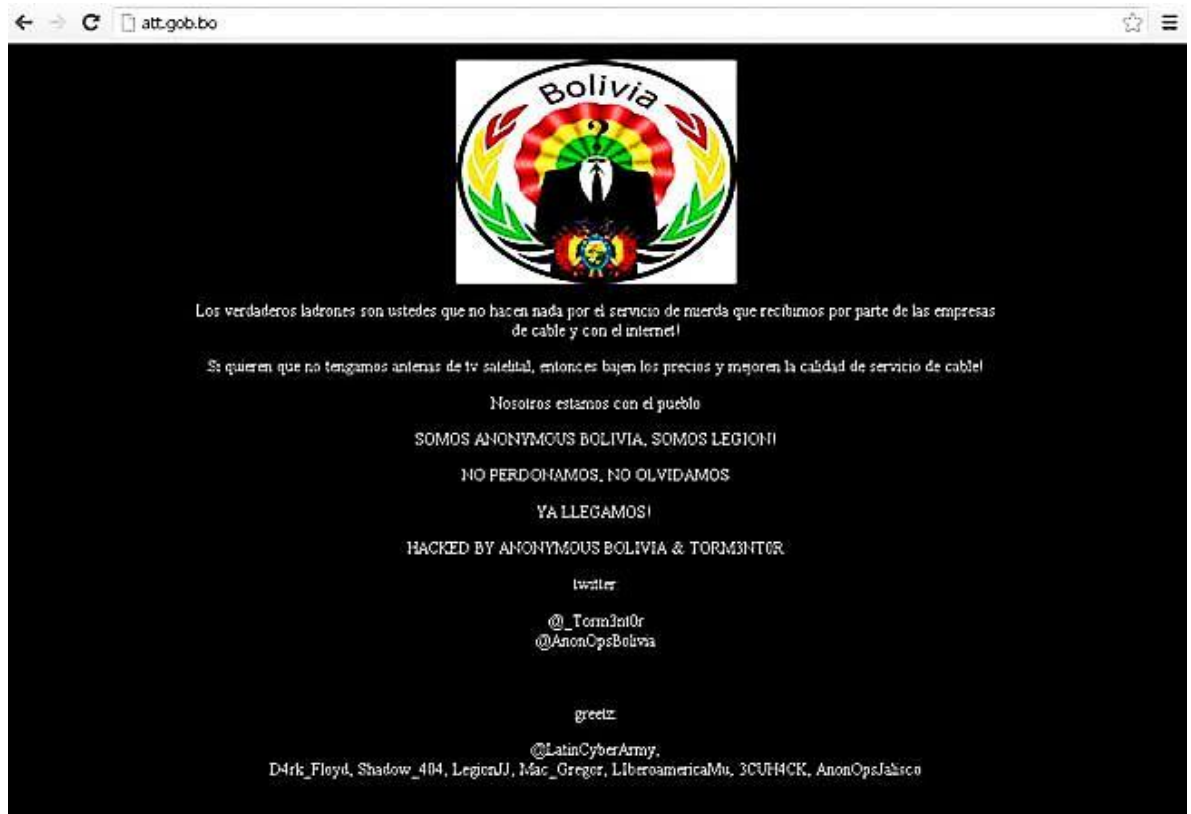 att.gob.bo
Bolivia
?
Los verdaderos ladrones son ustedes que no hacen nada por el servicio de mierda que recibimos por parte de las empresas
de cable y con el internet!
Si quieren que no tengamos antenas de tv satelital, entonces bajen los precios y mejoren la calidad de servicio de cable!
Nosotros estamos con el pueblo
SOMOS ANONYMOUS BOLIVIA, SOMOS LEGION!
NO PERDONAMOS, NO OLVIDAMOS
YA LLEGAMOS!
HACKED BY ANONYMOUS BOLIVIA & TORM3NT0R
twitter:
@_Torm3nt0r
@AnonOpsBolivia
greetz:
@LatinCyberArmy,
D4rk_Floyd, Shadow_404, LegionJJ, Mac_Gregor, LIberoamericaMu, 3CUH4CK, AnonOpsJalisco